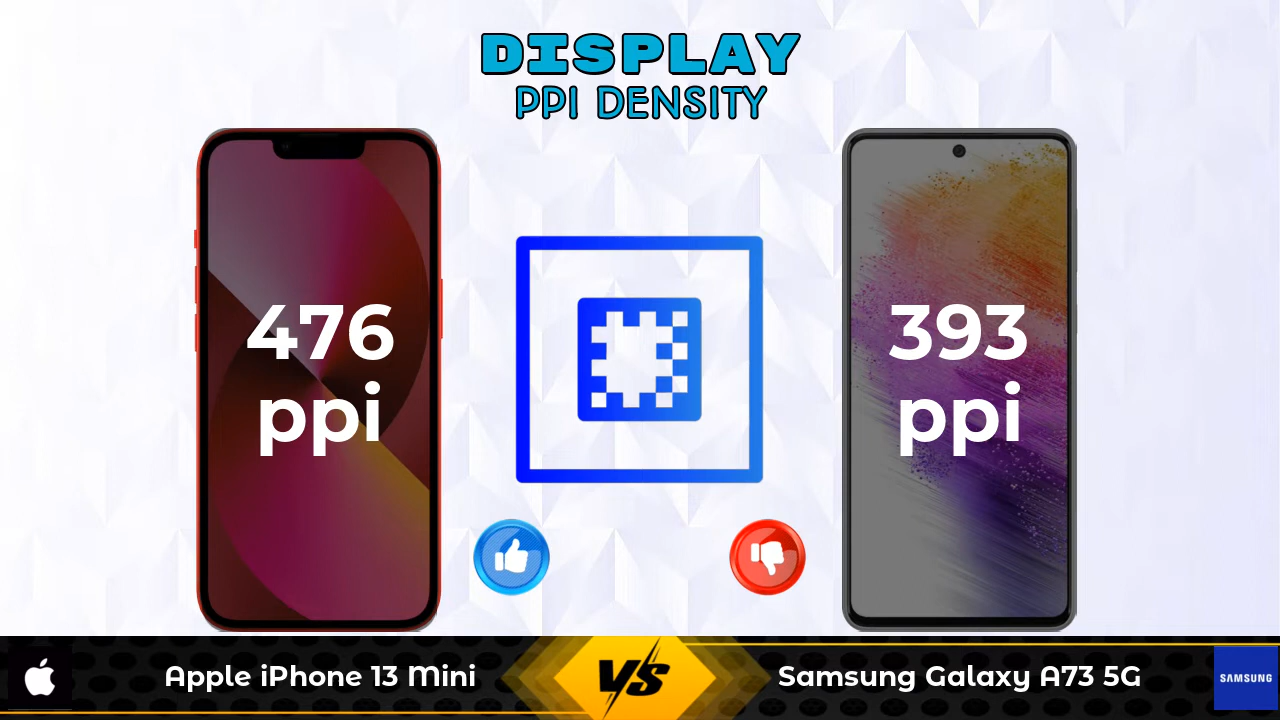 DISPLAY
PPI DENSITY
476
ppi
393
ppi
Apple iPhone 13 Mini
VS
Samsung Galaxy A73 5G
SAMSUNG